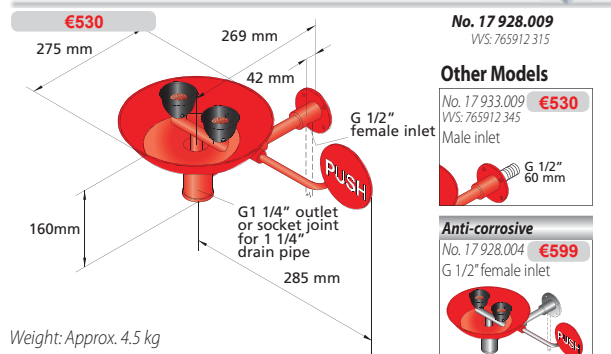 €530
275 mm
269 mm
42 mm
G 1/2”
female inlet
PUSH
G1 1/4” outlet
or socket joint
for 1 1/4”
drain pipe
160mm
285 mm
Weight: Approx. 4.5 kg
No. 17 928.009
VVS: 765912 315
Other Models
No. 17 933.009 €530
VVS: 765912 345
Male inlet
G 1/2”
60 mm
Anti-corrosive
No. 17 928.004 €599
G 1/2” female inlet
PUSH